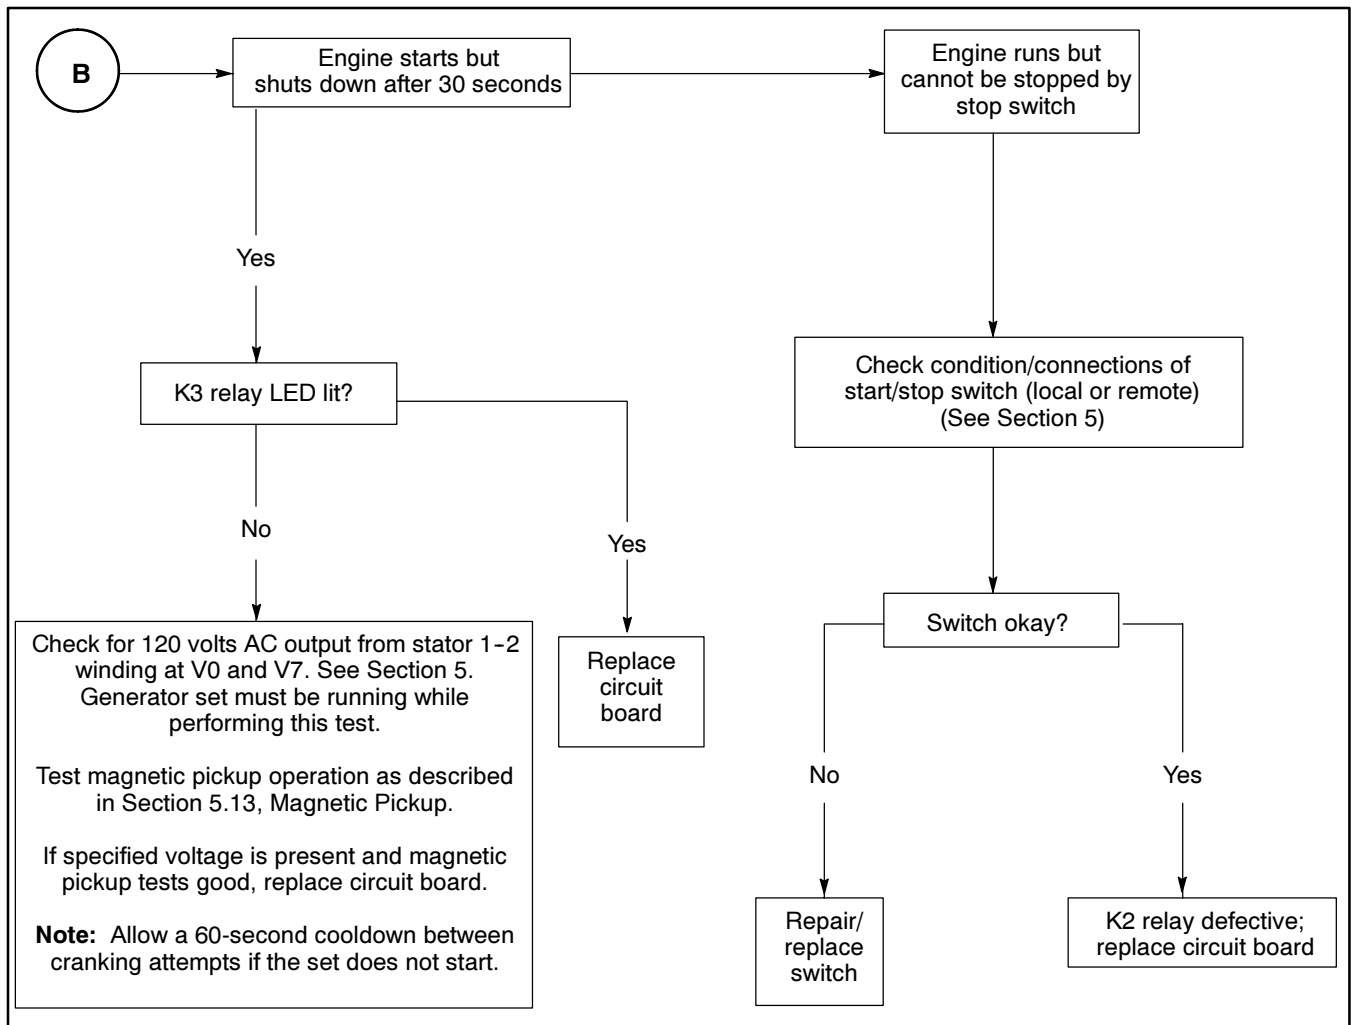 B
Engine starts but
shuts down after 30 seconds
Engine runs but
cannot be stopped by
stop switch
Yes
K3 relay LED lit?
No
Yes
Check for 120 volts AC output from stator 1--2
winding at V0 and V7. See Section 5.
Generator set must be running while
performing this test.
Test magnetic pickup operation as described
in Section 5.13, Magnetic Pickup.
If specified voltage is present and magnetic
pickup tests good, replace circuit board.
Note: Allow a 60-second cooldown between
cranking attempts if the set does not start.
Replace
circuit
board
Check condition/connections of
start/stop switch (local or remote)
(See Section 5)
Switch okay?
No
Yes
Repair/
replace
switch
K2 relay defective;
replace circuit board